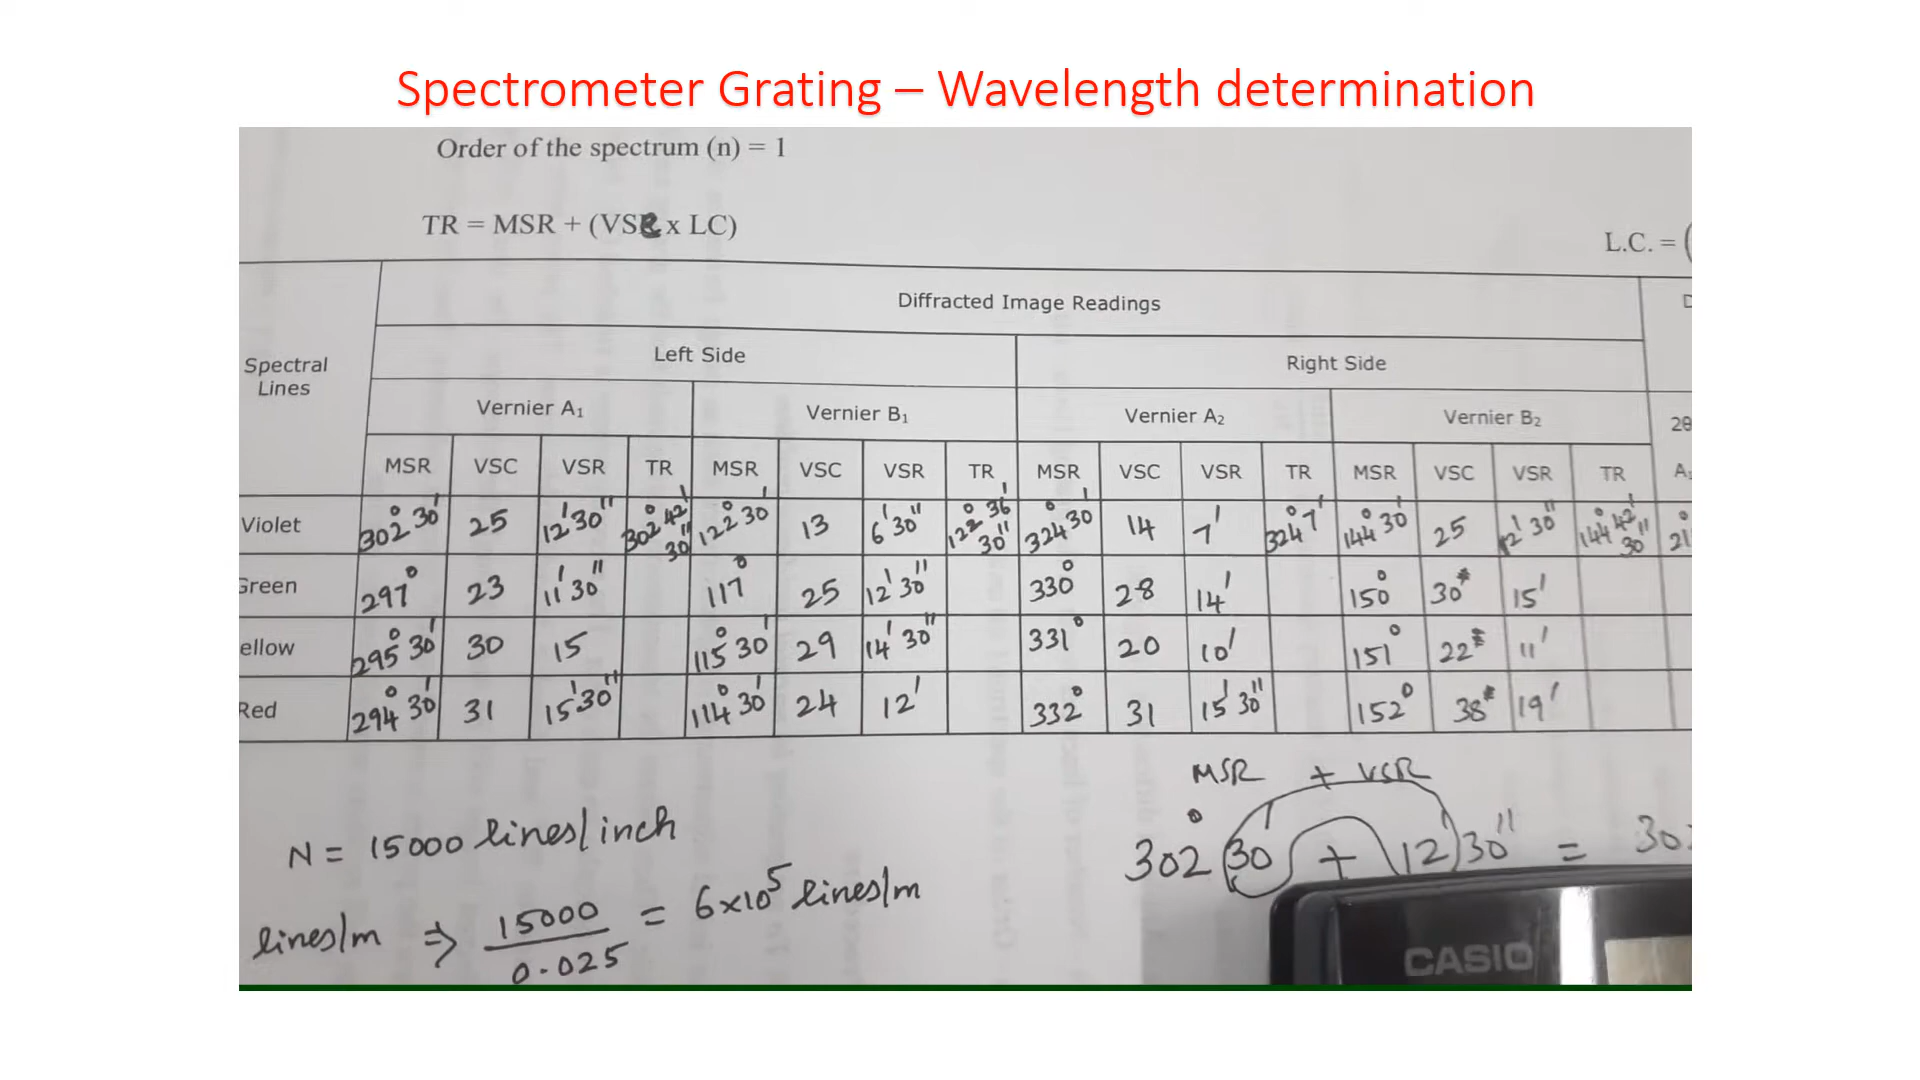 Spectrometer Grating – Wavelength determination
Order of the spectrum (n) = 1
TR = MSR + (VSC x LC)
L.C. = (
Diffracted Image Readings
Spectral Lines
Left Side
Right Side
Vernier A₁
Vernier B₁
Vernier A₂
Vernier B₂
2θ
MSR VSC VSR TR MSR VSC VSR TR MSR VSC VSR TR MSR VSC VSR TR A₁
Violet 302°30' 25 12'30" 302°42'30" 122°30' 13 6'30" 122°36'30" 324°30' 14 7' 324°7' 144°30' 25 12'30" 144°42'30" 21
Green 297° 23 11'30" 117° 25 12'30" 330° 28 14' 150° 30 15'
ellow 295°30' 30 15 115°30' 29 14'30" 331° 20 10' 151° 22 11'
Red 294°30' 31 15'30" 114°30' 24 12' 332° 31 15'30" 152° 38 19'
MSR + VSR
302°30' + 12'30" = 30
N = 15000 lines/inch
lines/m ⇒ 15000/0.025 = 6×10⁵ lines/m
CASIO